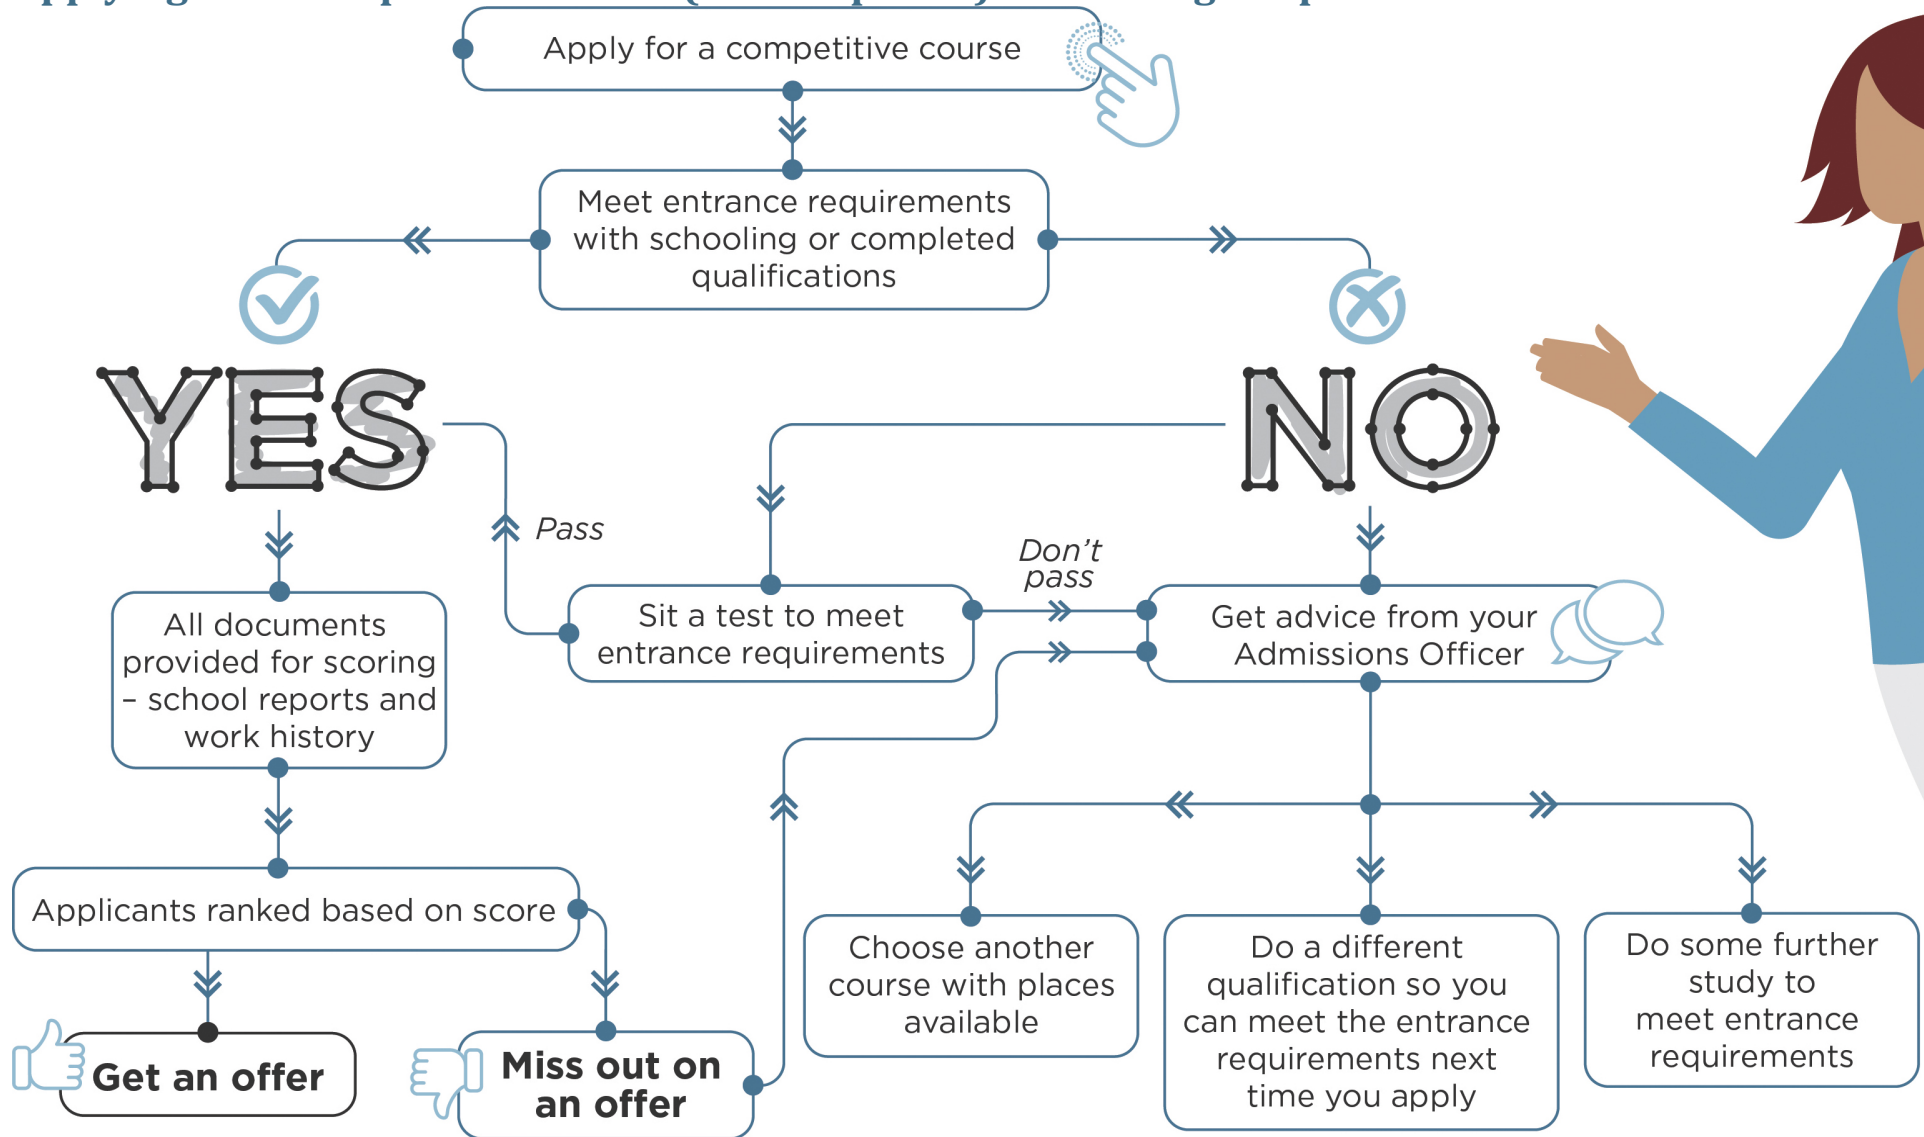 Apply for a competitive course
Meet entrance requirements
with schooling or completed
qualifications
YES
NO
Pass
Don't
pass
Sit a test to meet
entrance requirements
Get advice from your
Admissions Officer
All documents
provided for scoring
– school reports and
work history
Applicants ranked based on score
Get an offer
Miss out on
an offer
Choose another
course with places
available
Do a different
qualification so you
can meet the entrance
requirements next
time you apply
Do some further
study to
meet entrance
requirements